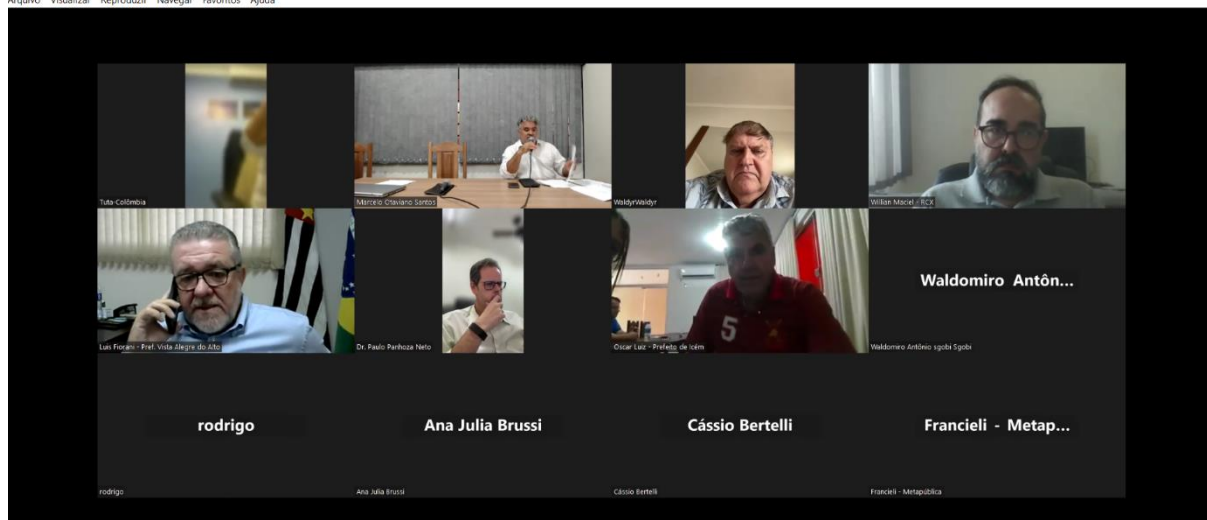 Arquivo Visualizar Reproduzir Navegar Favoritos Ajuda
Tuta-Colômbia
Marcelo Otaviano Santos
WaldyrWaldyr
Willian Maciel - RCX
Luis Fiorani - Pref. Vista Alegre do Alto
Dr. Paulo Panhoza Neto
5
Oscar Luiz - Prefeito de Icém
Waldomiro Antôn...
Waldomiro Antônio sgobi Sgobi
rodrigo
Ana Julia Brussi
Cássio Bertelli
Francieli - Metap...
rodrigo
Ana Julia Brussi
Cássio Bertelli
Francieli - Metapública